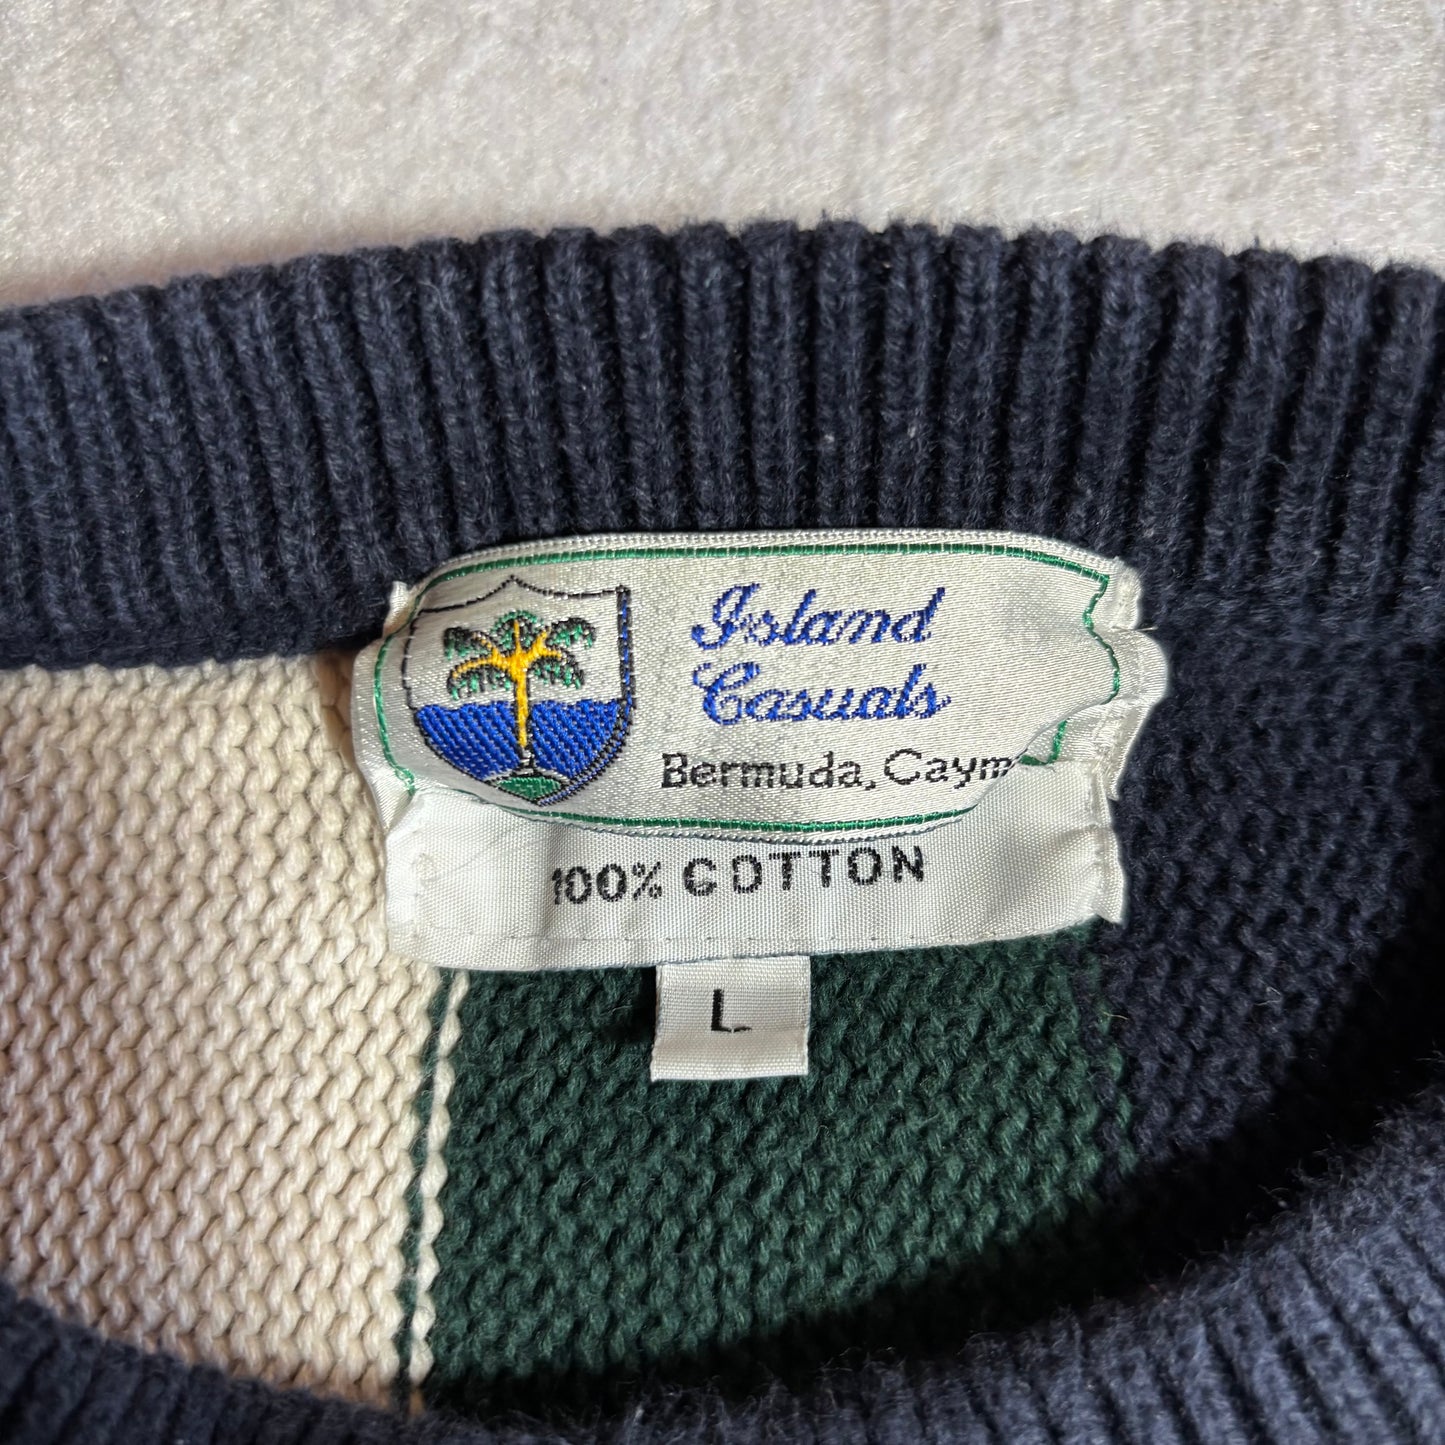 Island
Casuals
Bermuda, Caym
100% COTTON
L